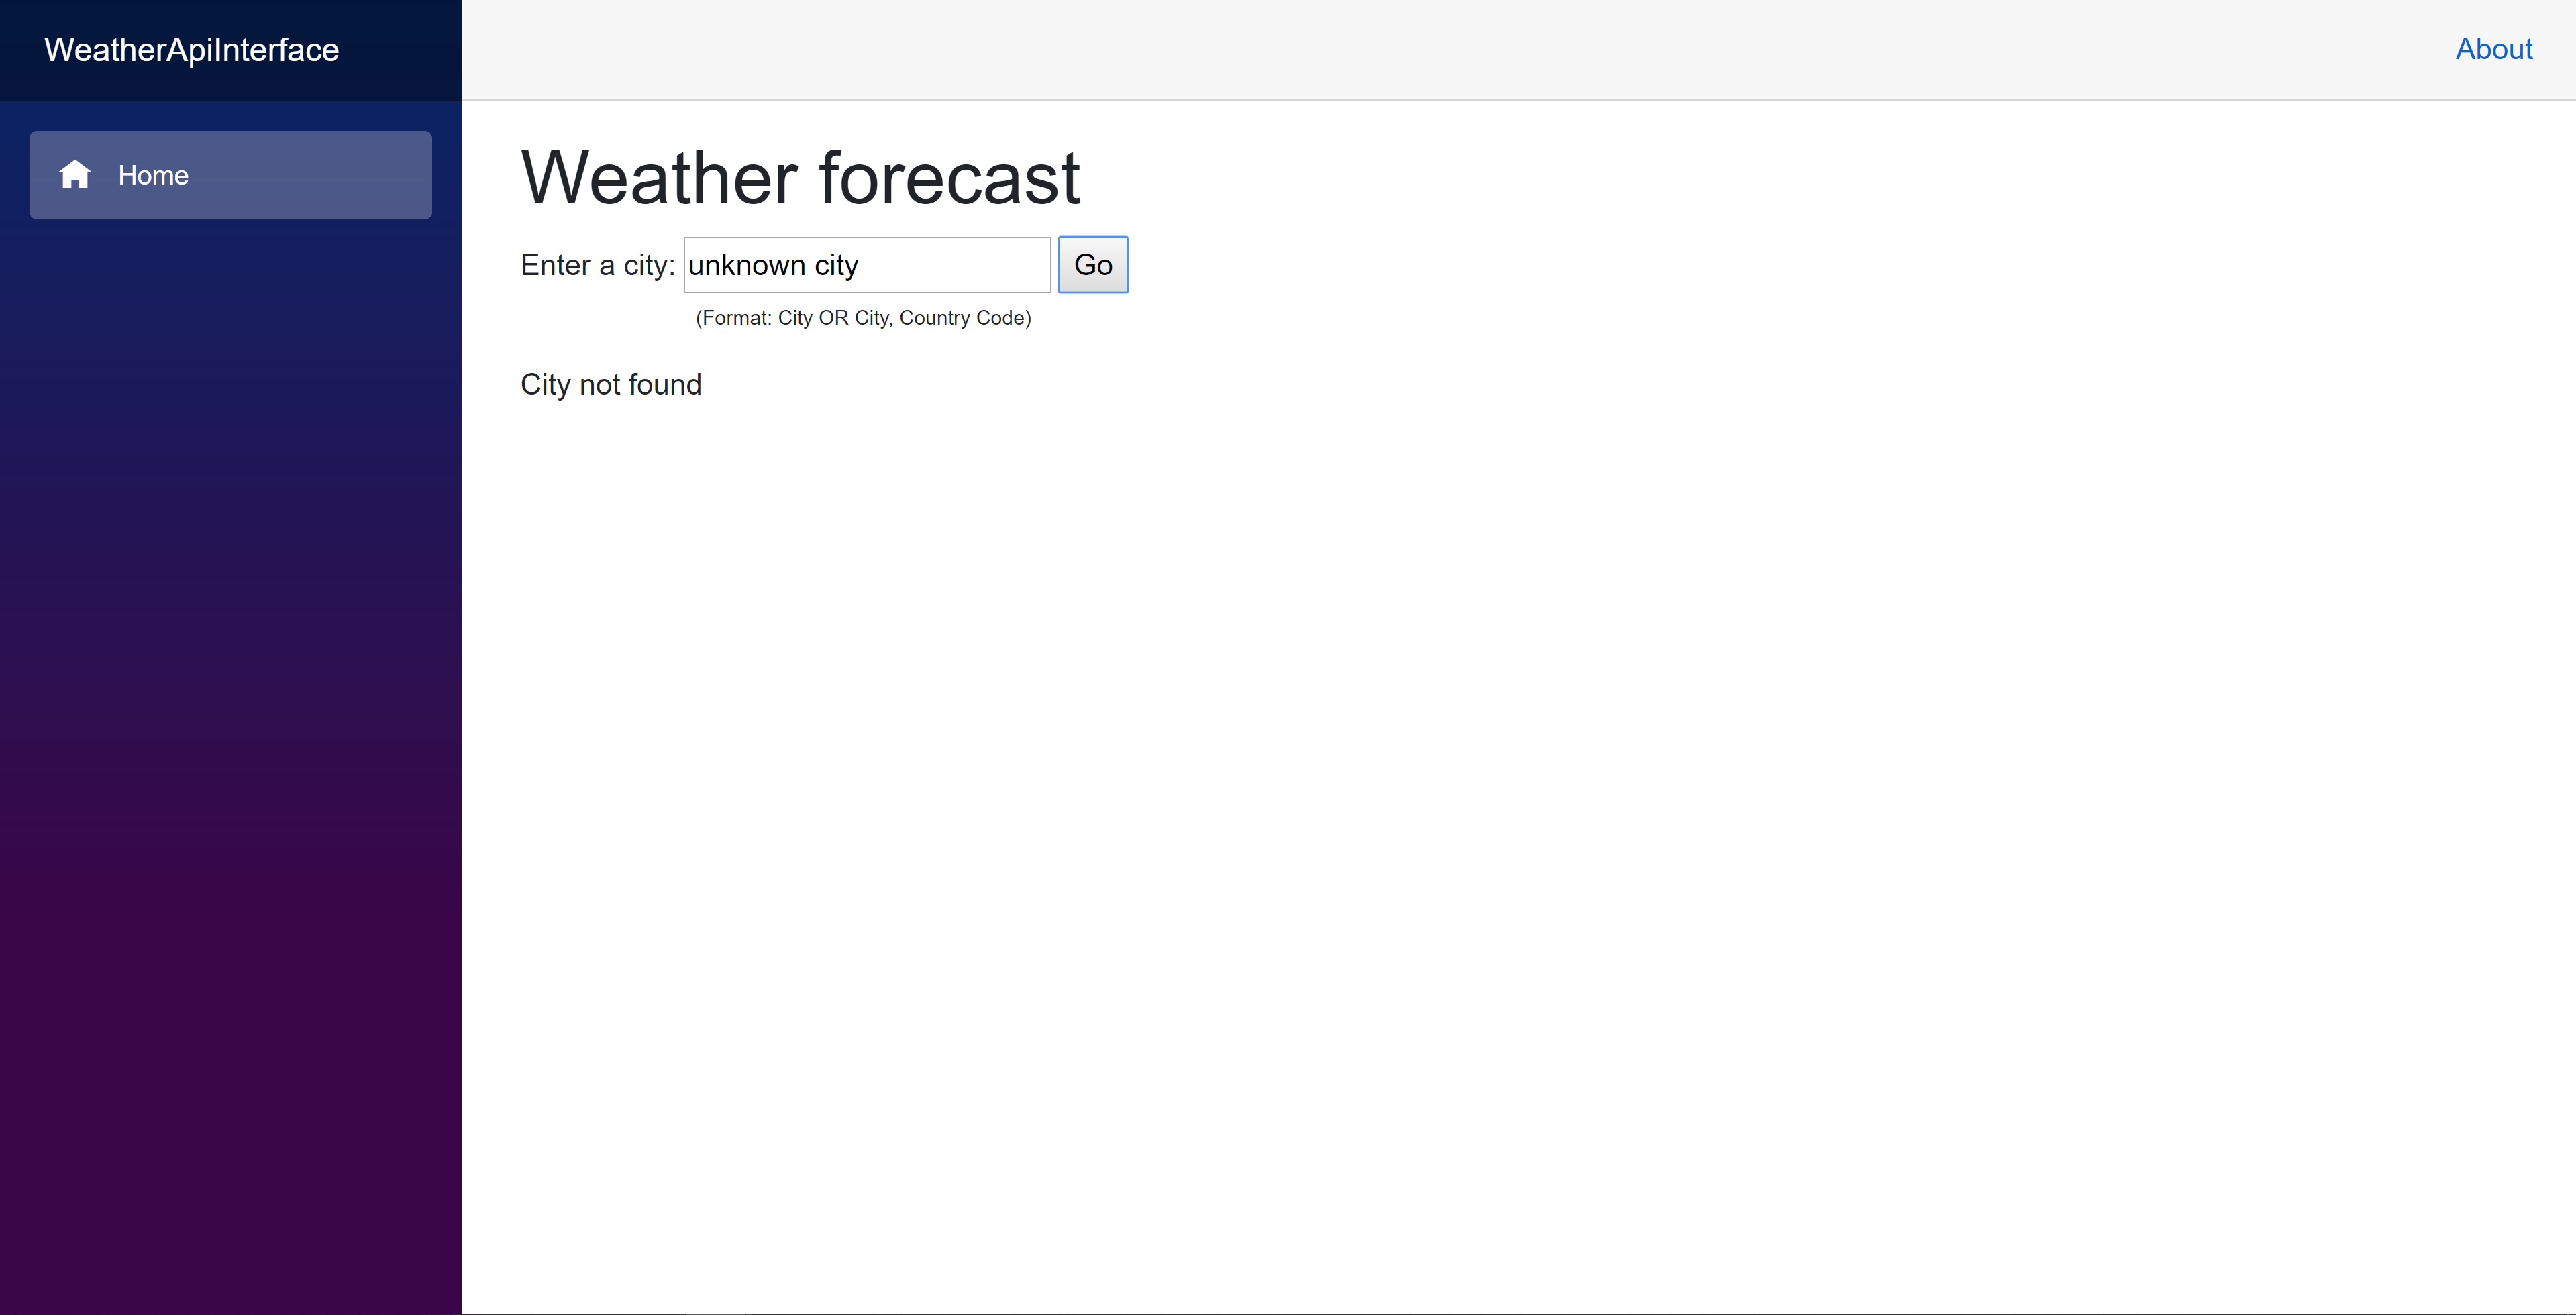 WeatherApiInterface
About
Home
Weather forecast
Enter a city: unknown city Go
(Format: City OR City, Country Code)
City not found